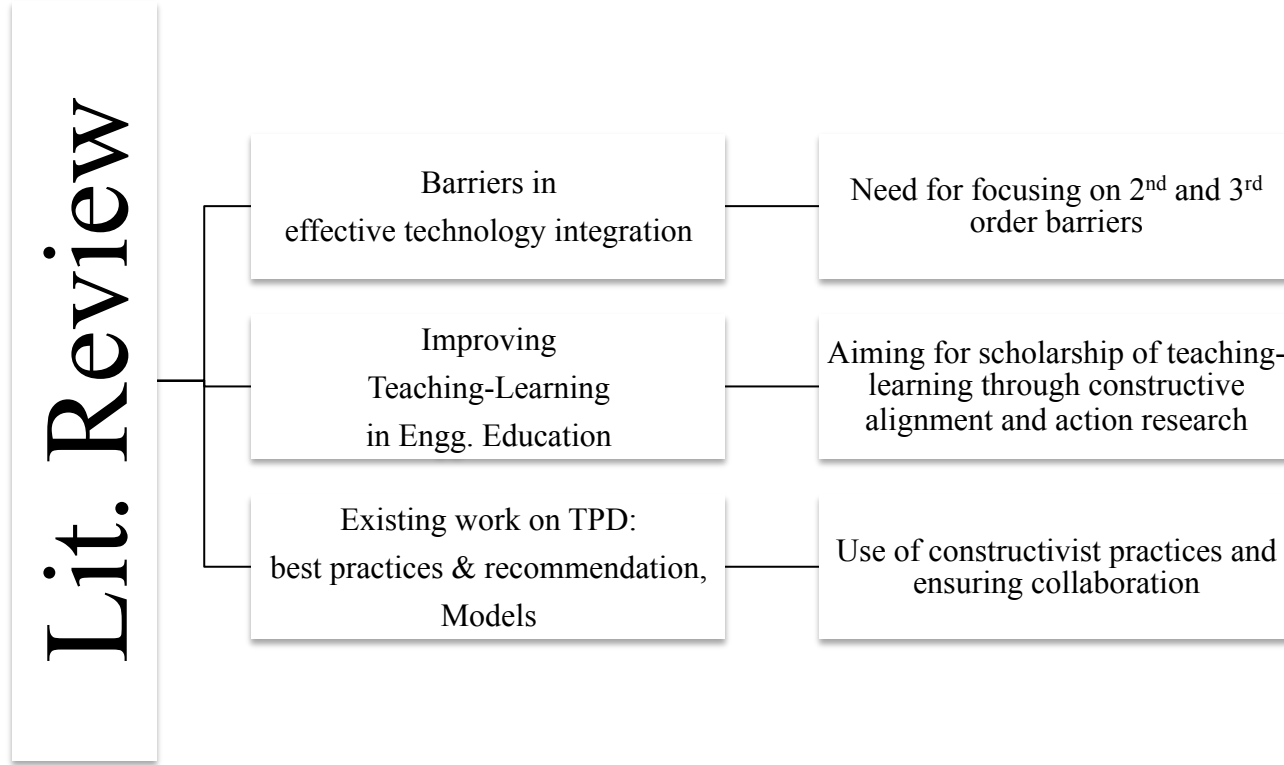 Lit. Review
Barriers in
effective technology integration
Need for focusing on 2nd and 3rd
order barriers
Improving
Teaching-Learning
in Engg. Education
Aiming for scholarship of teaching-
learning through constructive
alignment and action research
Existing work on TPD:
best practices & recommendation,
Models
Use of constructivist practices and
ensuring collaboration